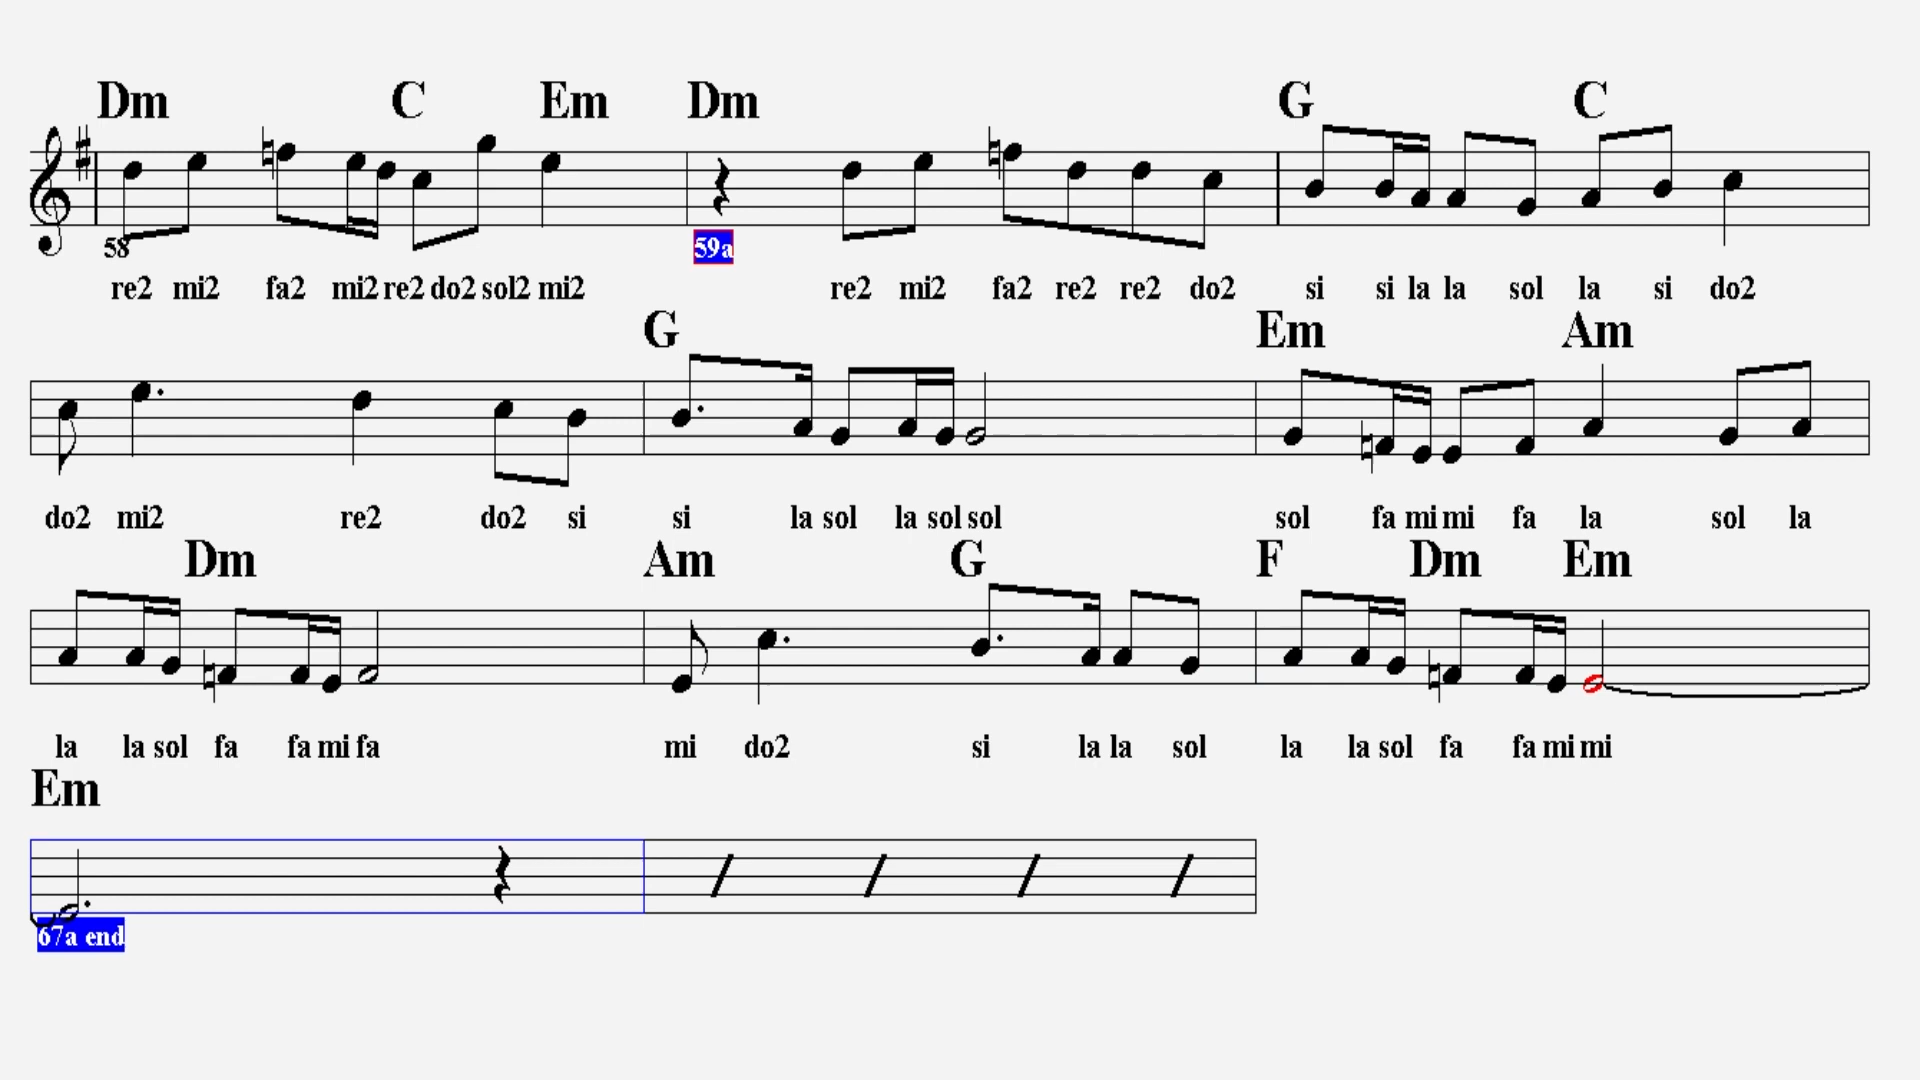 Dm C Em Dm G C
58 59a
re2 mi2 fa2 mi2 re2 do2 sol2 mi2 re2 mi2 fa2 re2 re2 do2 si si la la sol la si do2
G Em Am
do2 mi2 re2 do2 si si la sol la sol sol sol fa mi mi fa la sol la
Dm Am G F Dm Em
la la sol fa fa mi fa mi do2 si la la sol la la sol fa fa mi mi
Em
67a end